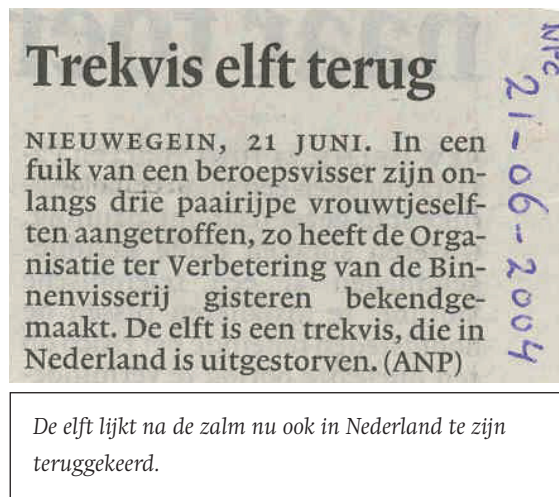 Trekvis elft terug
NIEUWEGEIN, 21 JUNI. In een
fuik van een beroepsvisser zijn on-
langs drie paairijpe vrouwtjeself-
ten aangetroffen, zo heeft de Orga-
nisatie ter Verbetering van de Bin-
nenvisserij gisteren bekendge-
maakt. De elft is een trekvis, die in
Nederland is uitgestorven. (ANP)
NRC
21-06-2004
De elft lijkt na de zalm nu ook in Nederland te zijn
teruggekeerd.